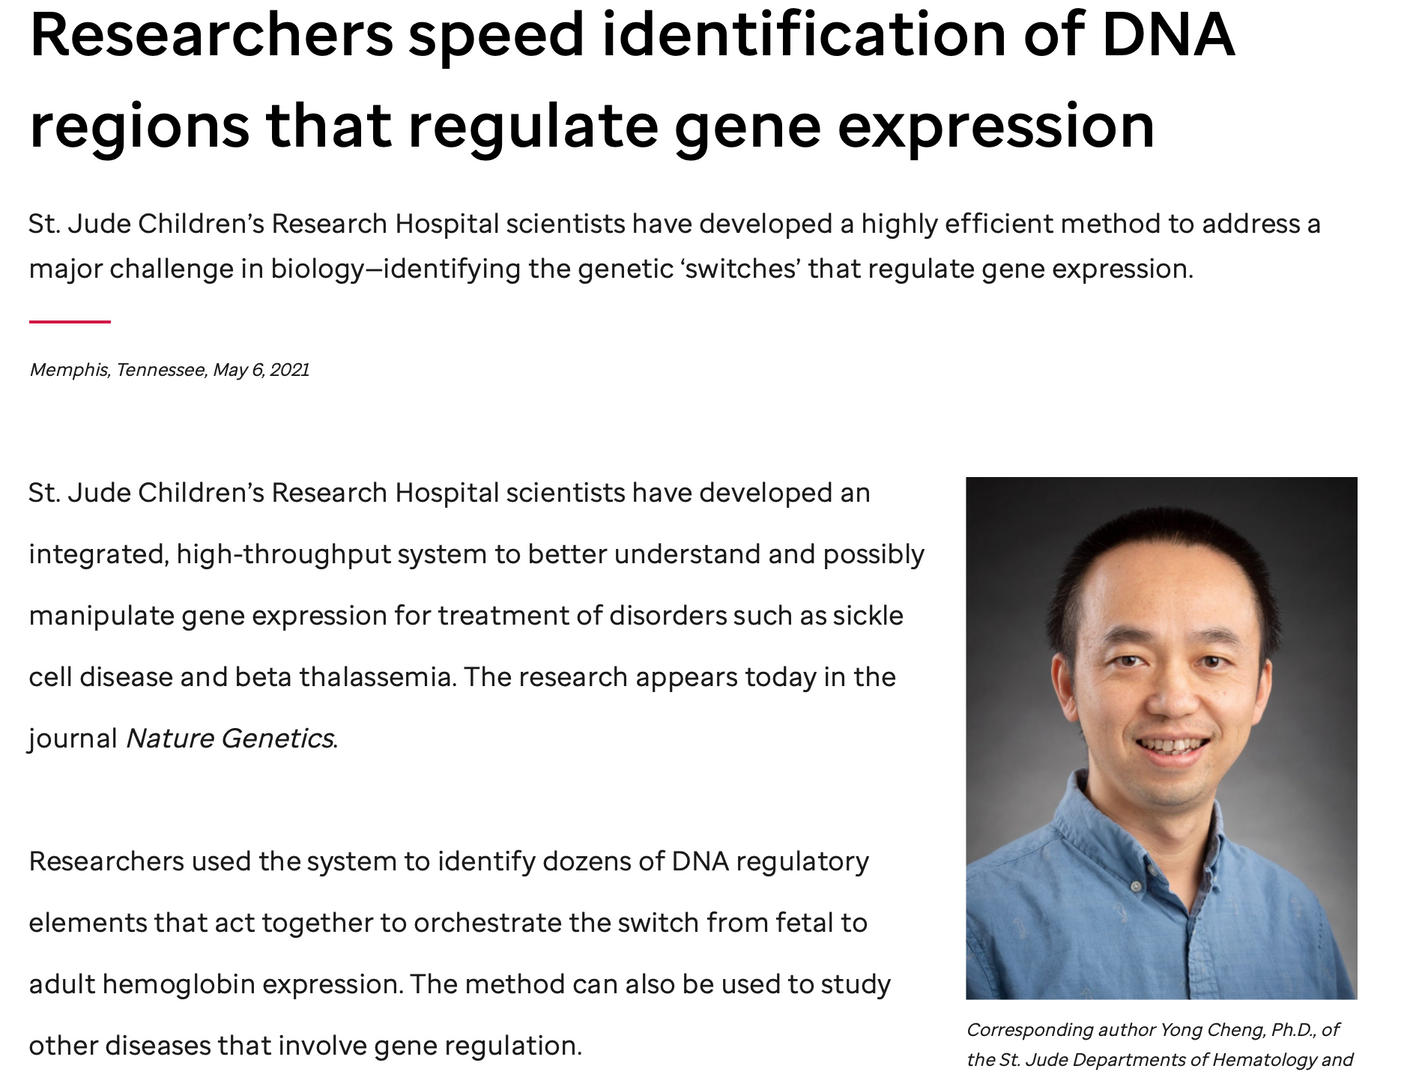 Researchers speed identification of DNA
regions that regulate gene expression
St. Jude Children’s Research Hospital scientists have developed a highly efficient method to address a
major challenge in biology—identifying the genetic ‘switches’ that regulate gene expression.
Memphis, Tennessee, May 6, 2021
St. Jude Children’s Research Hospital scientists have developed an
integrated, high-throughput system to better understand and possibly
manipulate gene expression for treatment of disorders such as sickle
cell disease and beta thalassemia. The research appears today in the
journal Nature Genetics.
Researchers used the system to identify dozens of DNA regulatory
elements that act together to orchestrate the switch from fetal to
adult hemoglobin expression. The method can also be used to study
other diseases that involve gene regulation.
Corresponding author Yong Cheng, Ph.D., of
the St. Jude Departments of Hematology and